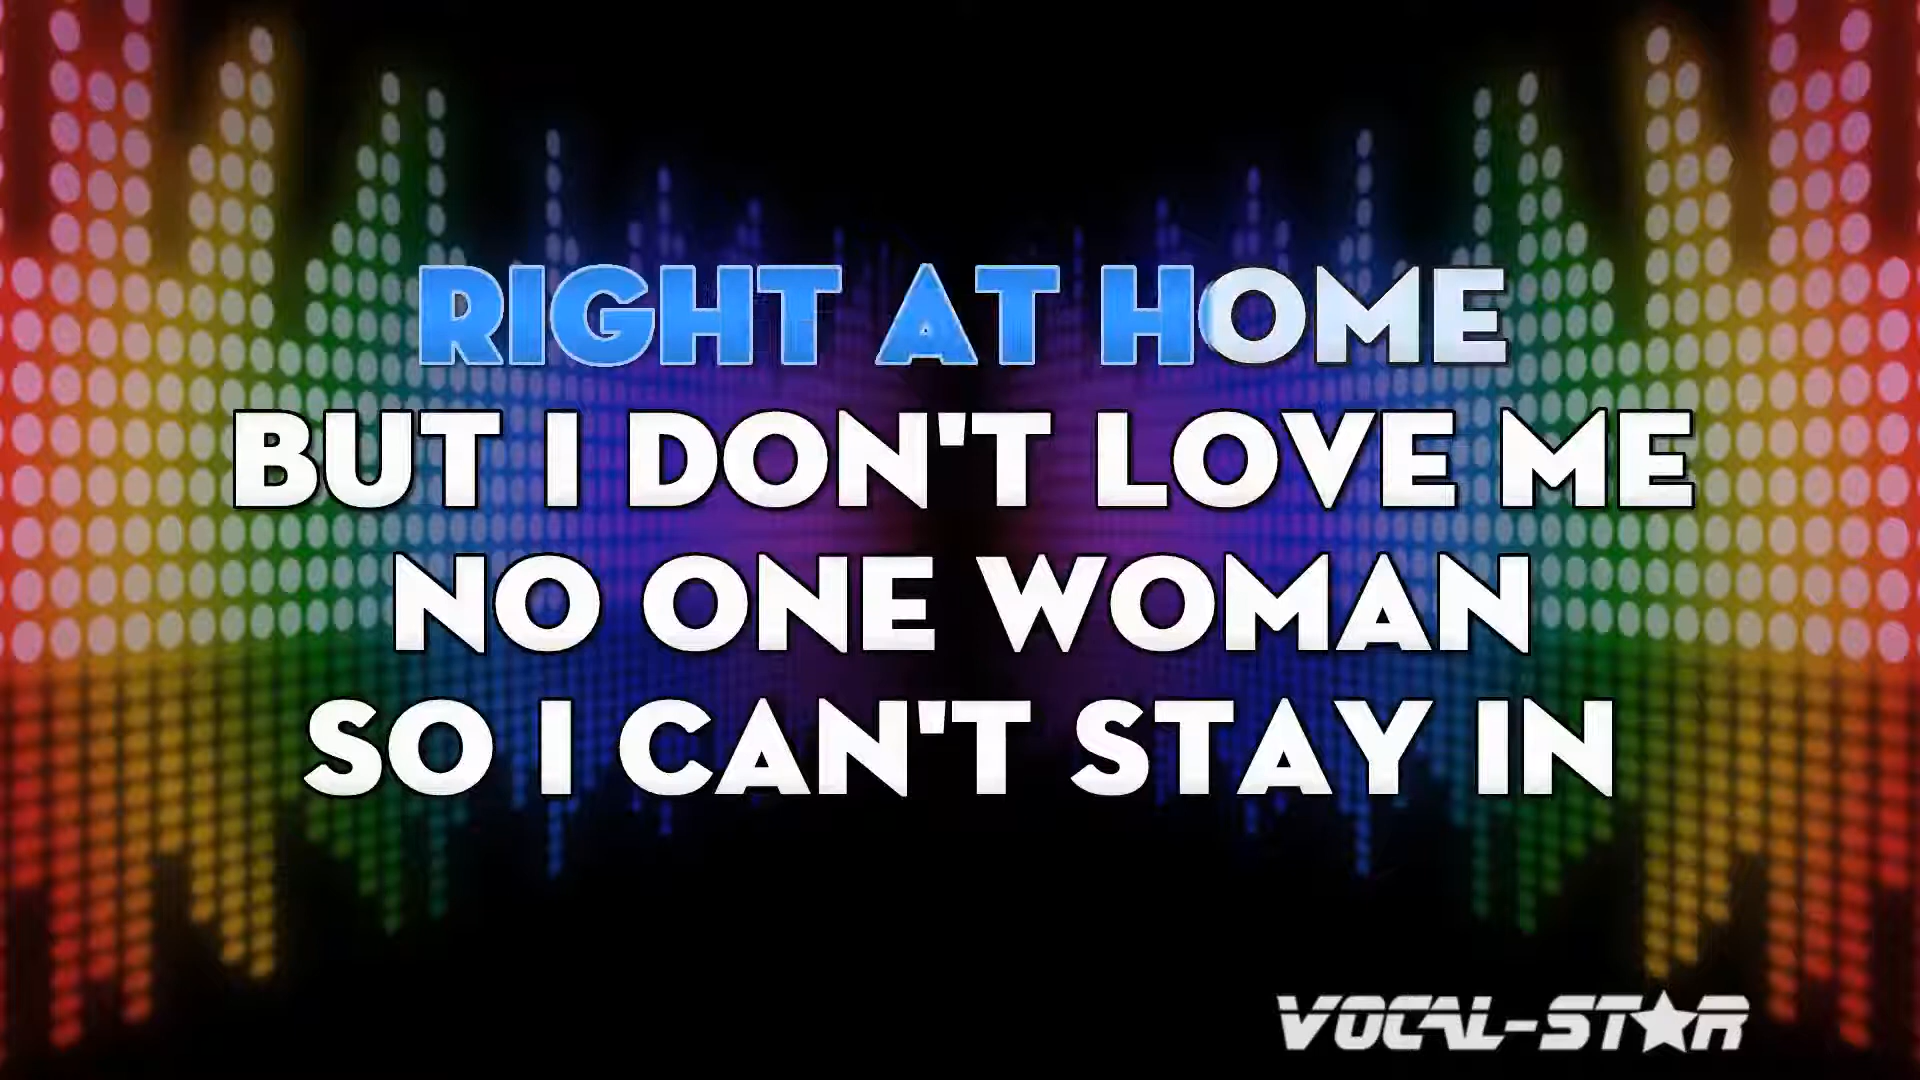 RIGHT AT HOME
BUT I DON'T LOVE ME
NO ONE WOMAN
SO I CAN'T STAY IN
VOCAL-STAR